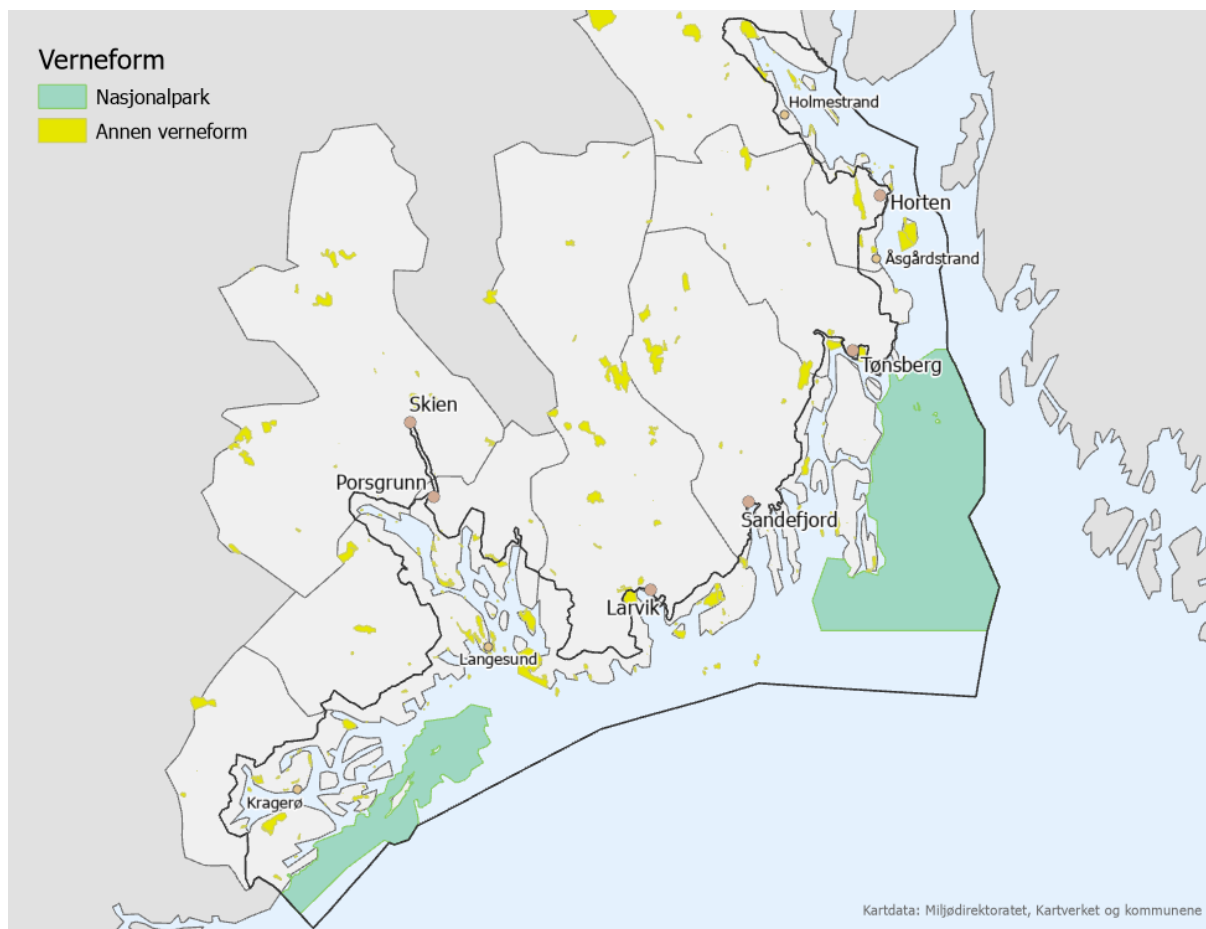 Verneform
Nasjonalpark
Annen verneform
Holmestrand
Horten
Åsgårdstrand
Tønsberg
Skien
Porsgrunn
Sandefjord
Larvik
Langesund
Kragerø
Kartdata: Miljødirektoratet, Kartverket og kommunene